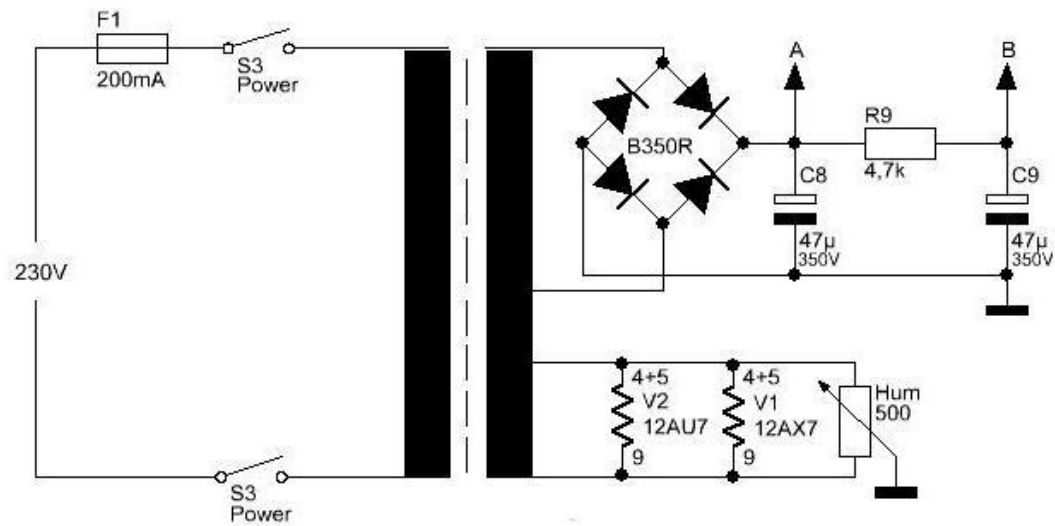 F1
200mA
S3
Power
230V
S3
Power
B350R
A
B
R9
4,7k
C8
47µ
350V
C9
47µ
350V
4+5
V2
12AU7
9
4+5
V1
12AX7
9
Hum
500